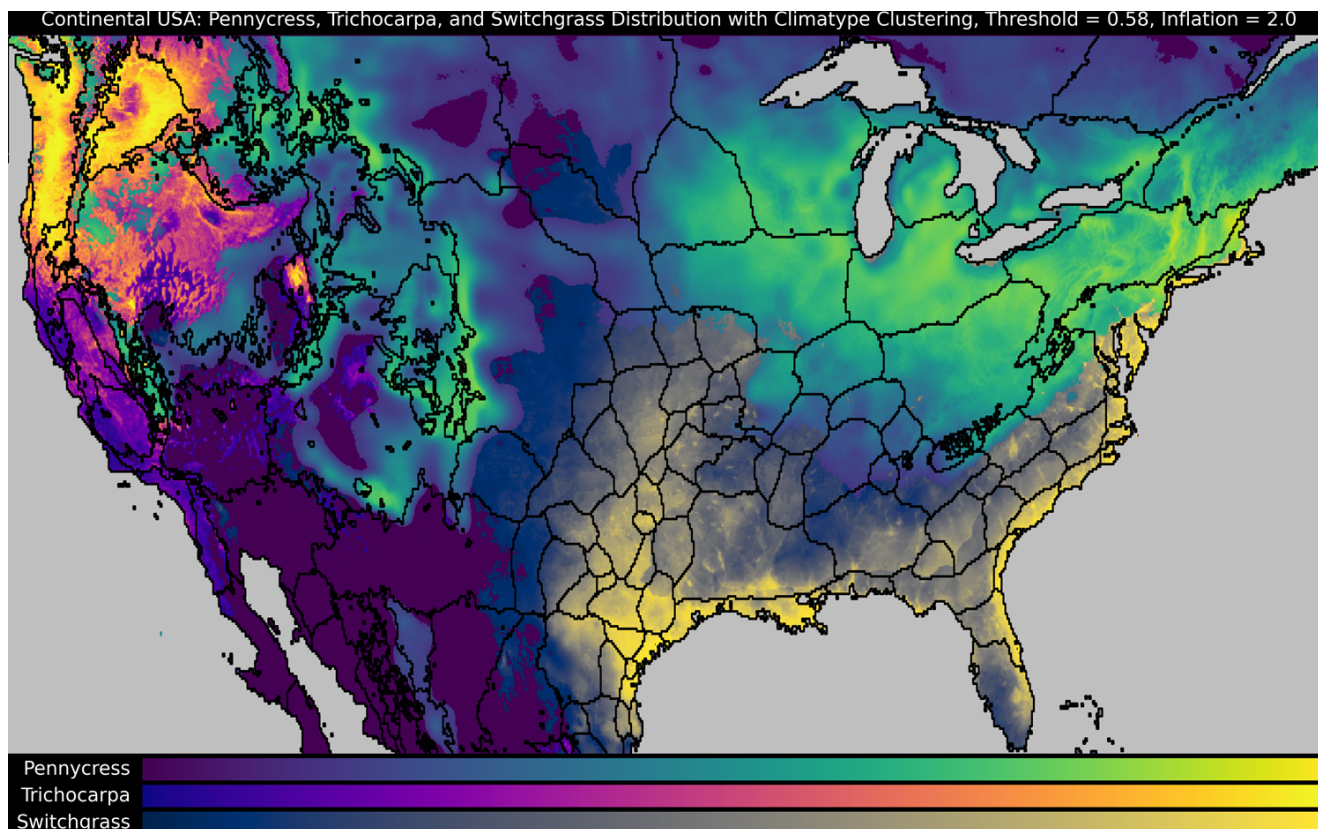 Continental USA: Pennycress, Trichocarpa, and Switchgrass Distribution with Climatype Clustering, Threshold = 0.58, Inflation = 2.0
Pennycress
Trichocarpa
Switchgrass